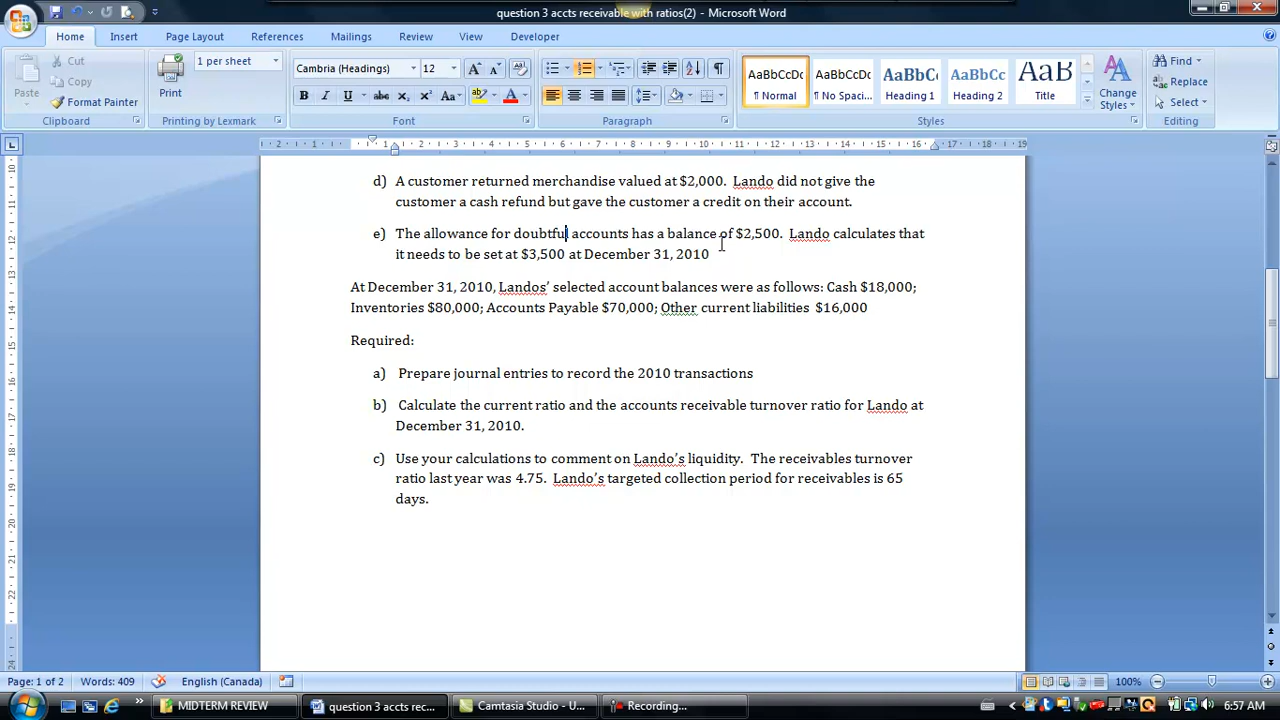 question 3 accts receivable with ratios(2) - Microsoft Word
Home Insert Page Layout References Mailings Review View Developer
Paste
Cut
Copy
Format Painter
Clipboard
Print
1 per sheet
Printing by Lexmark
Cambria (Headings) 12
Font
Paragraph
AaBbCcDc AaBbCcDc AaBbCc AaBbCc AaB
¶ Normal ¶ No Spaci... Heading 1 Heading 2 Title
Change Styles
Styles
Find
Replace
Select
Editing
d) A customer returned merchandise valued at $2,000. Lando did not give the
customer a cash refund but gave the customer a credit on their account.
e) The allowance for doubtful accounts has a balance of $2,500. Lando calculates that
it needs to be set at $3,500 at December 31, 2010
At December 31, 2010, Landos’ selected account balances were as follows: Cash $18,000;
Inventories $80,000; Accounts Payable $70,000; Other current liabilities $16,000
Required:
a) Prepare journal entries to record the 2010 transactions
b) Calculate the current ratio and the accounts receivable turnover ratio for Lando at
December 31, 2010.
c) Use your calculations to comment on Lando’s liquidity. The receivables turnover
ratio last year was 4.75. Lando’s targeted collection period for receivables is 65
days.
Page: 1 of 2 Words: 409 English (Canada) 100%
MIDTERM REVIEW question 3 accts rec... Camtasia Studio - U... Recording... 6:57 AM